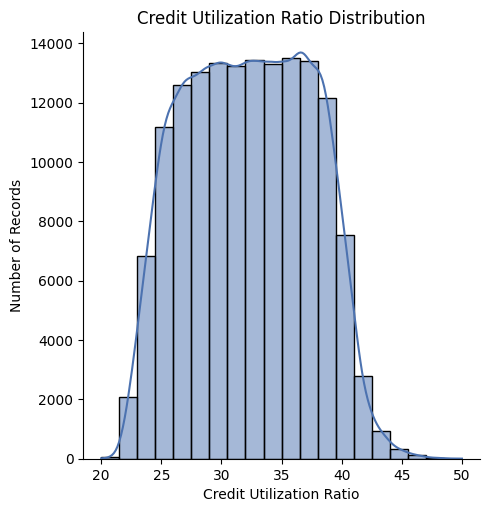 Credit Utilization Ratio Distribution
14000
12000
10000
8000
6000
4000
2000
0
Number of Records
20 25 30 35 40 45 50
Credit Utilization Ratio